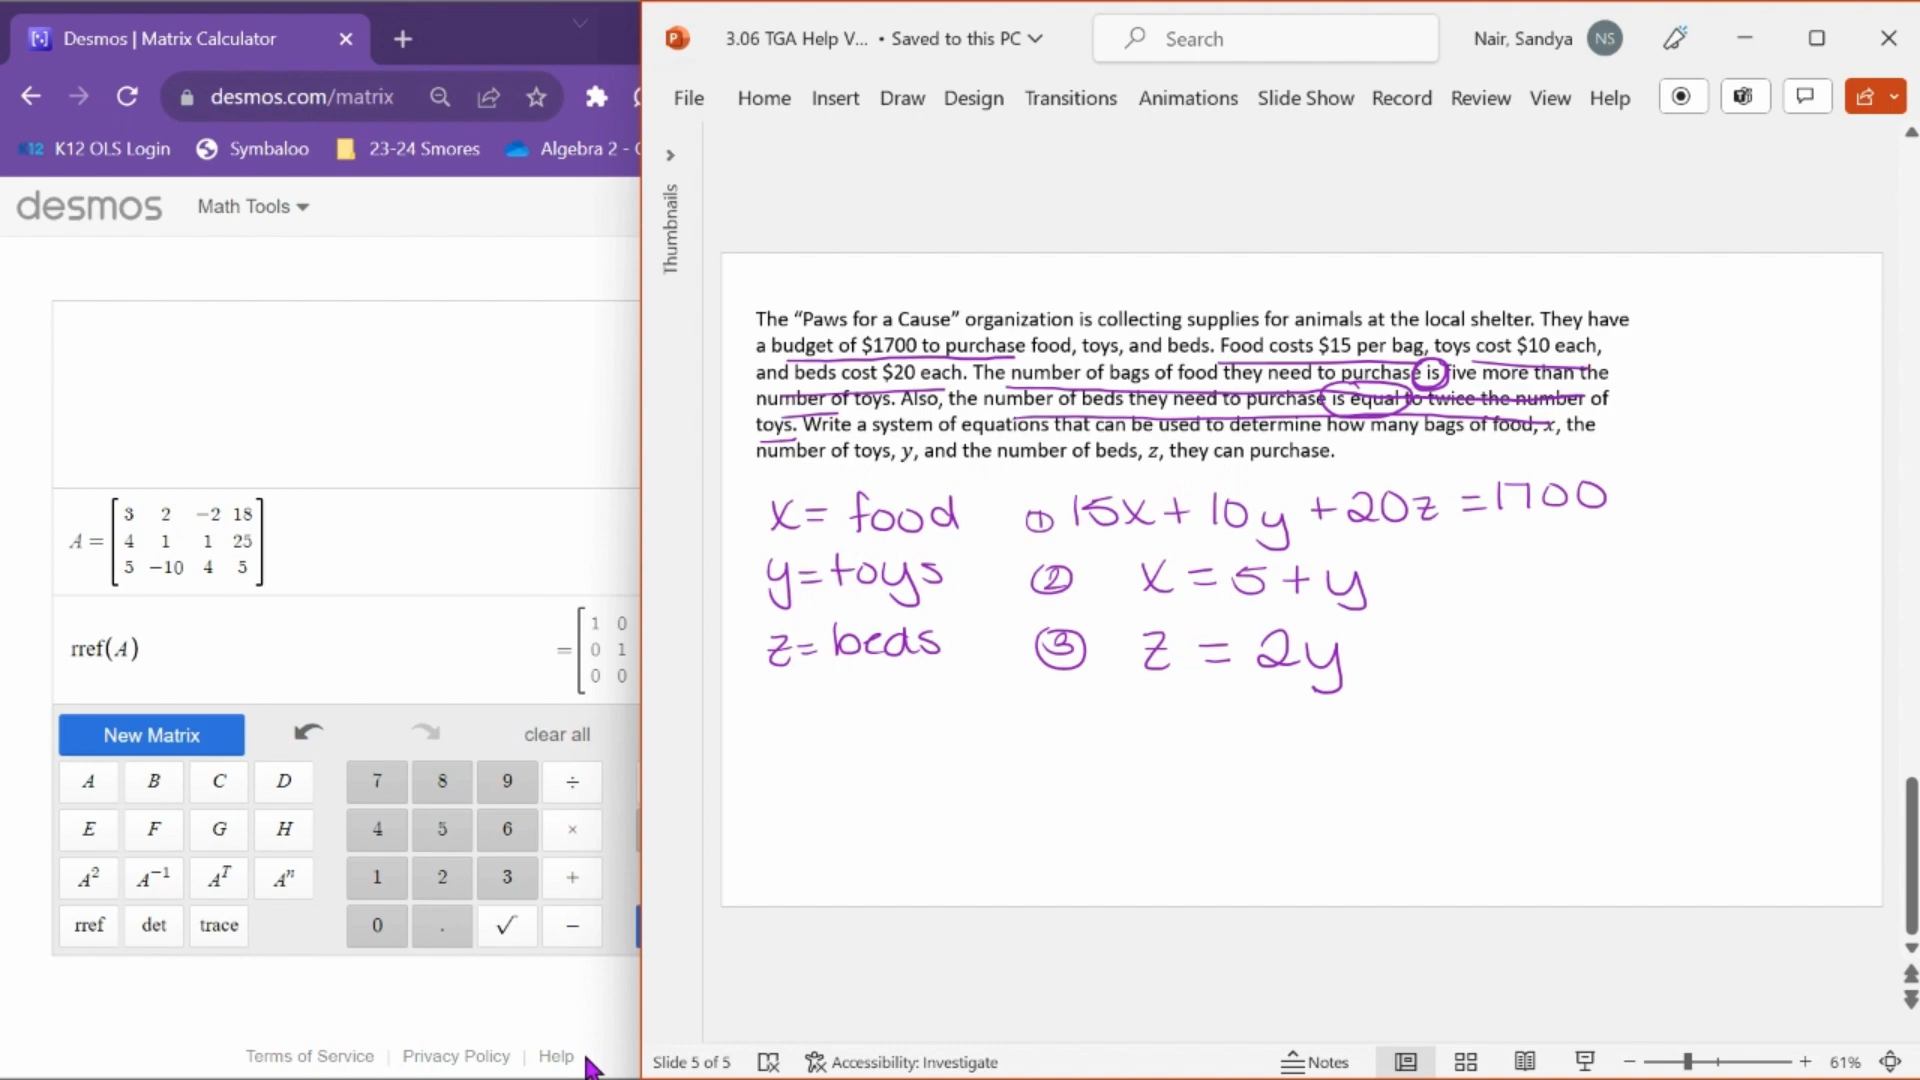 Desmos | Matrix Calculator
desmos.com/matrix
K12 OLS Login Symbaloo 23-24 Smores Algebra 2 -
desmos Math Tools
A = [3 2 −2 18
4 1 1 25
5 −10 4 5]
rref(A) = [1 0
0 1
0 0
New Matrix clear all
A B C D 7 8 9 ÷
E F G H 4 5 6 ×
A² A⁻¹ Aᵀ Aⁿ 1 2 3 +
rref det trace 0 . √ −
Terms of Service | Privacy Policy | Help
3.06 TGA Help V... • Saved to this PC Search Nair, Sandya NS
File Home Insert Draw Design Transitions Animations Slide Show Record Review View Help
Thumbnails
The “Paws for a Cause” organization is collecting supplies for animals at the local shelter. They have
a budget of $1700 to purchase food, toys, and beds. Food costs $15 per bag, toys cost $10 each,
and beds cost $20 each. The number of bags of food they need to purchase is five more than the
number of toys. Also, the number of beds they need to purchase is equal to twice the number of
toys. Write a system of equations that can be used to determine how many bags of food, x, the
number of toys, y, and the number of beds, z, they can purchase.
x = food ① 15x + 10y + 20z = 1700
y = toys ② x = 5 + y
z = beds ③ z = 2y
Slide 5 of 5 Accessibility: Investigate Notes 61%